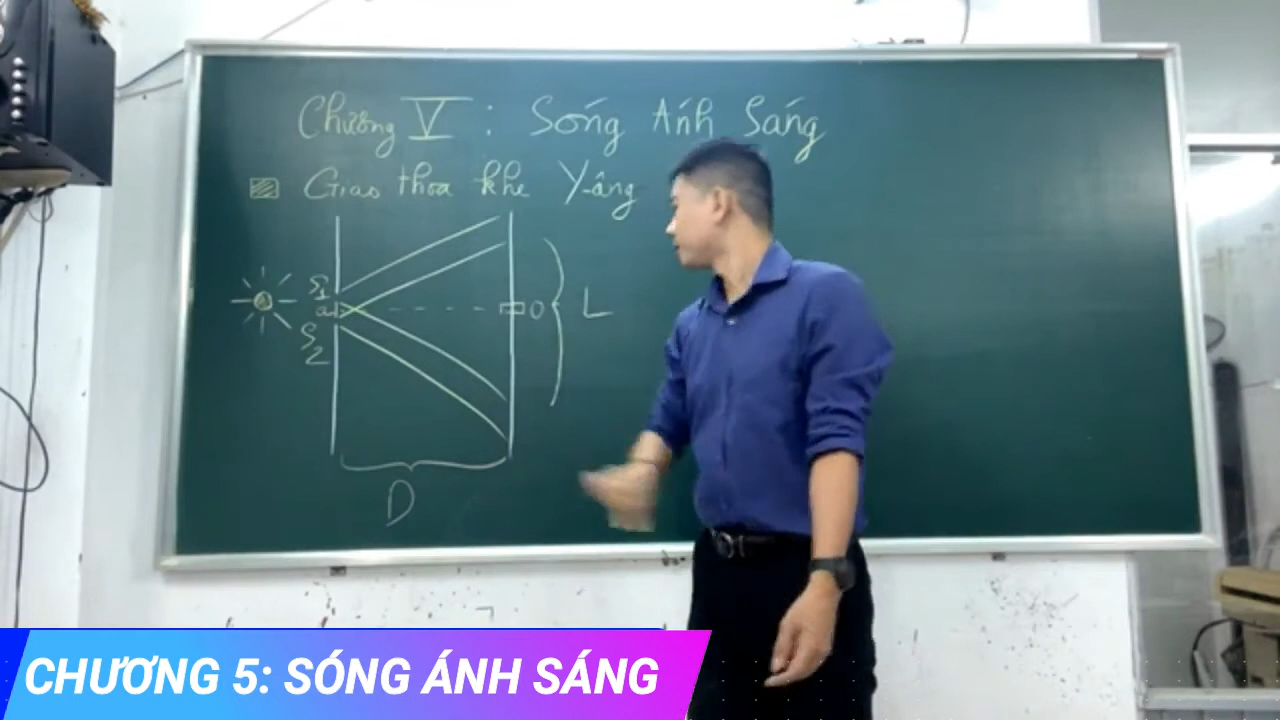 Chương V : Sóng Ánh Sáng
Giao thoa khe Y-âng
S1
a
S2
O
L
D
CHƯƠNG 5: SÓNG ÁNH SÁNG